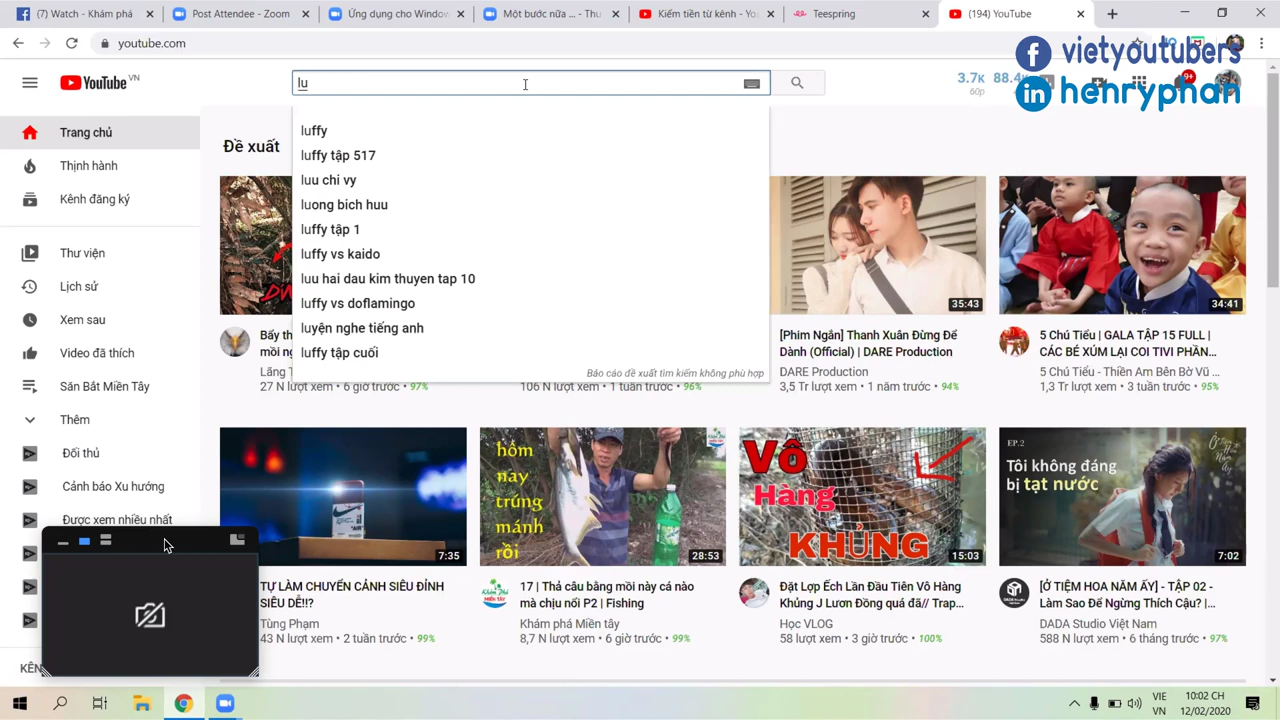 (7) Watch - Khám phá
Post Attendee - Zoom
Ứng dụng cho Window
Một bước nữa ... - Thu
Kiếm tiền từ kênh - Yo
Teespring
(194) YouTube
youtube.com
vietyoutubers
henryphan
YouTube VN
lu
3.7K 88.4
60p
9+
Trang chủ
Thịnh hành
Kênh đăng ký
Thư viện
Lịch sử
Xem sau
Video đã thích
Săn Bắt Miền Tây
Thêm
Đối thủ
Cảnh báo Xu hướng
Được xem nhiều nhất
KÊN
Đề xuất
luffy
luffy tập 517
luu chi vy
luong bich huu
luffy tập 1
luffy vs kaido
luu hai dau kim thuyen tap 10
luffy vs doflamingo
luyện nghe tiếng anh
luffy tập cuối
Báo cáo đề xuất tìm kiếm không phù hợp
Bẩy th
mồi ng
Lãng T
27 N lượt xem • 6 giờ trước 97%
106 N lượt xem • 1 tuần trước 96%
35:43
[Phim Ngắn] Thanh Xuân Đừng Để
Dành (Official) | DARE Production
DARE Production
3,5 Tr lượt xem • 1 năm trước 94%
34:41
5 Chú Tiểu | GALA TẬP 15 FULL |
CÁC BÉ XÚM LẠI COI TIVI PHẦN...
5 Chú Tiểu - Thiền Am Bên Bờ Vũ ...
1,3 Tr lượt xem • 3 tuần trước 95%
7:35
TỰ LÀM CHUYỂN CẢNH SIÊU ĐỈNH
SIÊU DỄ!!!?
Tùng Phạm
43 N lượt xem • 2 tuần trước 99%
hôm
nay
trúng
mánh
rồi
Khám Phá
Miền Tây
28:53
17 | Thả câu bằng mồi này cá nào
mà chịu nổi P2 | Fishing
Khám phá Miền tây
8,7 N lượt xem • 6 giờ trước 99%
Vô
Hàng
KHỦNG
15:03
Đặt Lợp Ếch Lần Đầu Tiên Vô Hàng
Khủng J Lươn Đồng quá đã// Trap...
Học VLOG
58 lượt xem • 3 giờ trước 100%
EP.2
Tôi không đáng
bị tạt nước
7:02
[Ở TIỆM HOA NĂM ẤY] - TẬP 02 -
Làm Sao Để Ngừng Thích Cậu? |...
DADA Studio Việt Nam
588 N lượt xem • 6 tháng trước 97%
VIE
VN
10:02 CH
12/02/2020